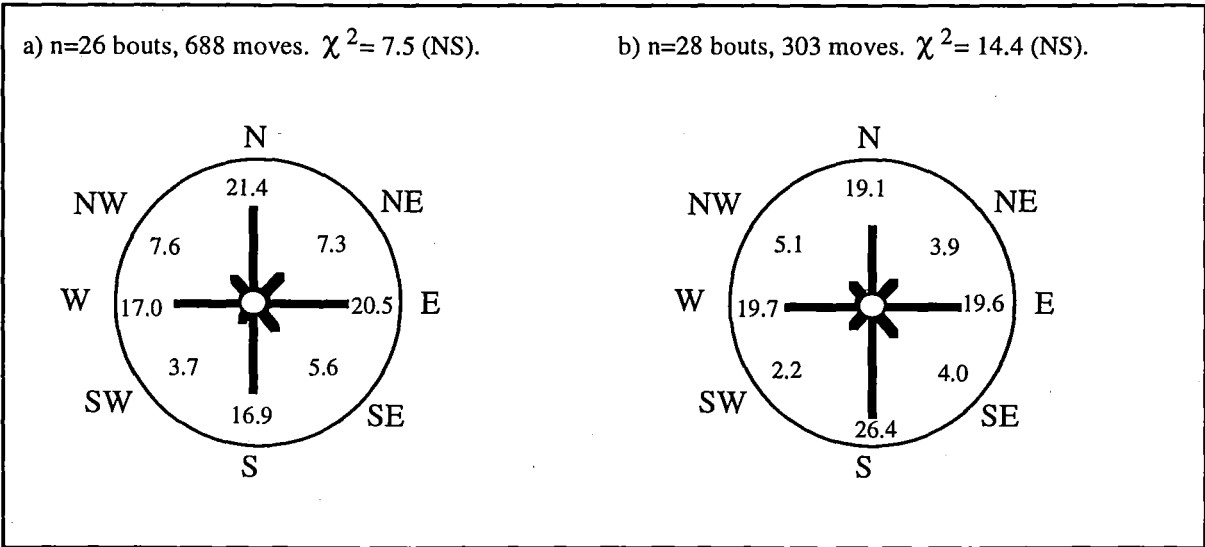 a) n=26 bouts, 688 moves. χ²= 7.5 (NS).
N
21.4
NW
NE
7.6
7.3
W
17.0
20.5
E
3.7
5.6
SW
16.9
SE
S
b) n=28 bouts, 303 moves. χ²= 14.4 (NS).
N
19.1
NW
NE
5.1
3.9
W
19.7
19.6
E
2.2
4.0
SW
26.4
SE
S